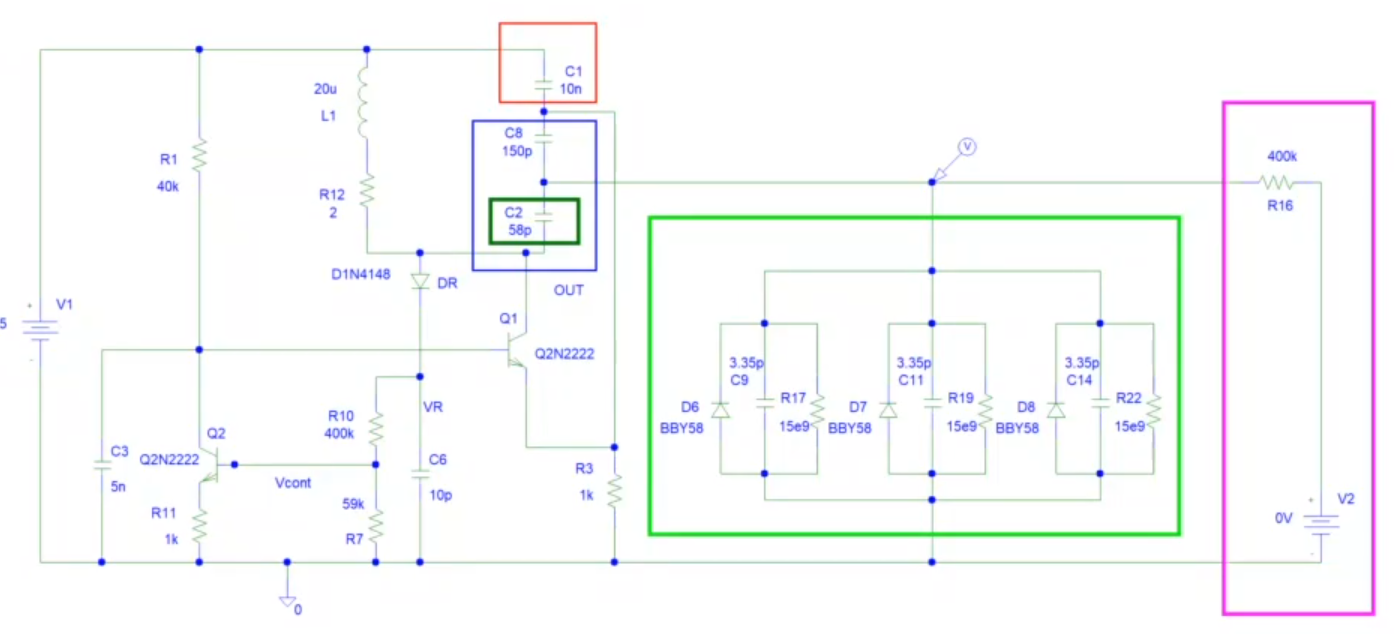 C1
10n
20u
L1
C8
150p
V
400k
R16
R1
40k
R12
2
C2
58p
D1N4148
DR
OUT
V1
5
Q1
Q2N2222
3.35p
C9
D6
BBY58
R17
15e9
3.35p
C11
D7
BBY58
R19
15e9
3.35p
C14
D8
BBY58
R22
15e9
VR
R10
400k
Q2
Q2N2222
C3
5n
Vcont
C6
10p
R3
1k
59k
R7
R11
1k
V2
0V
0